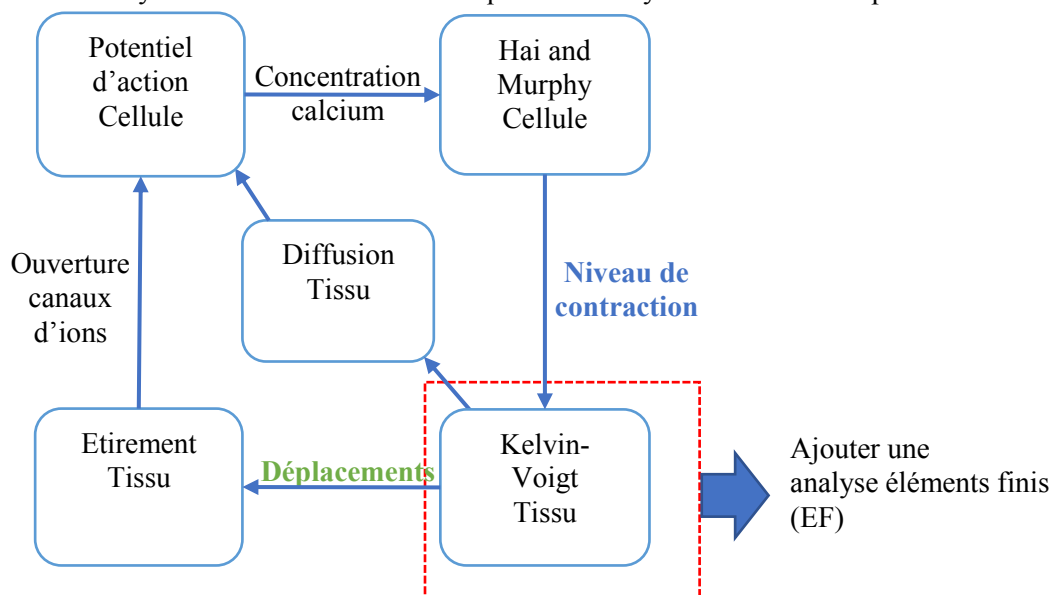 Potentiel
d'action
Cellule
Concentration
calcium
Hai and
Murphy
Cellule
Ouverture
canaux
d'ions
Diffusion
Tissu
Niveau de
contraction
Etirement
Tissu
Déplacements
Kelvin-
Voigt
Tissu
Ajouter une
analyse éléments finis
(EF)